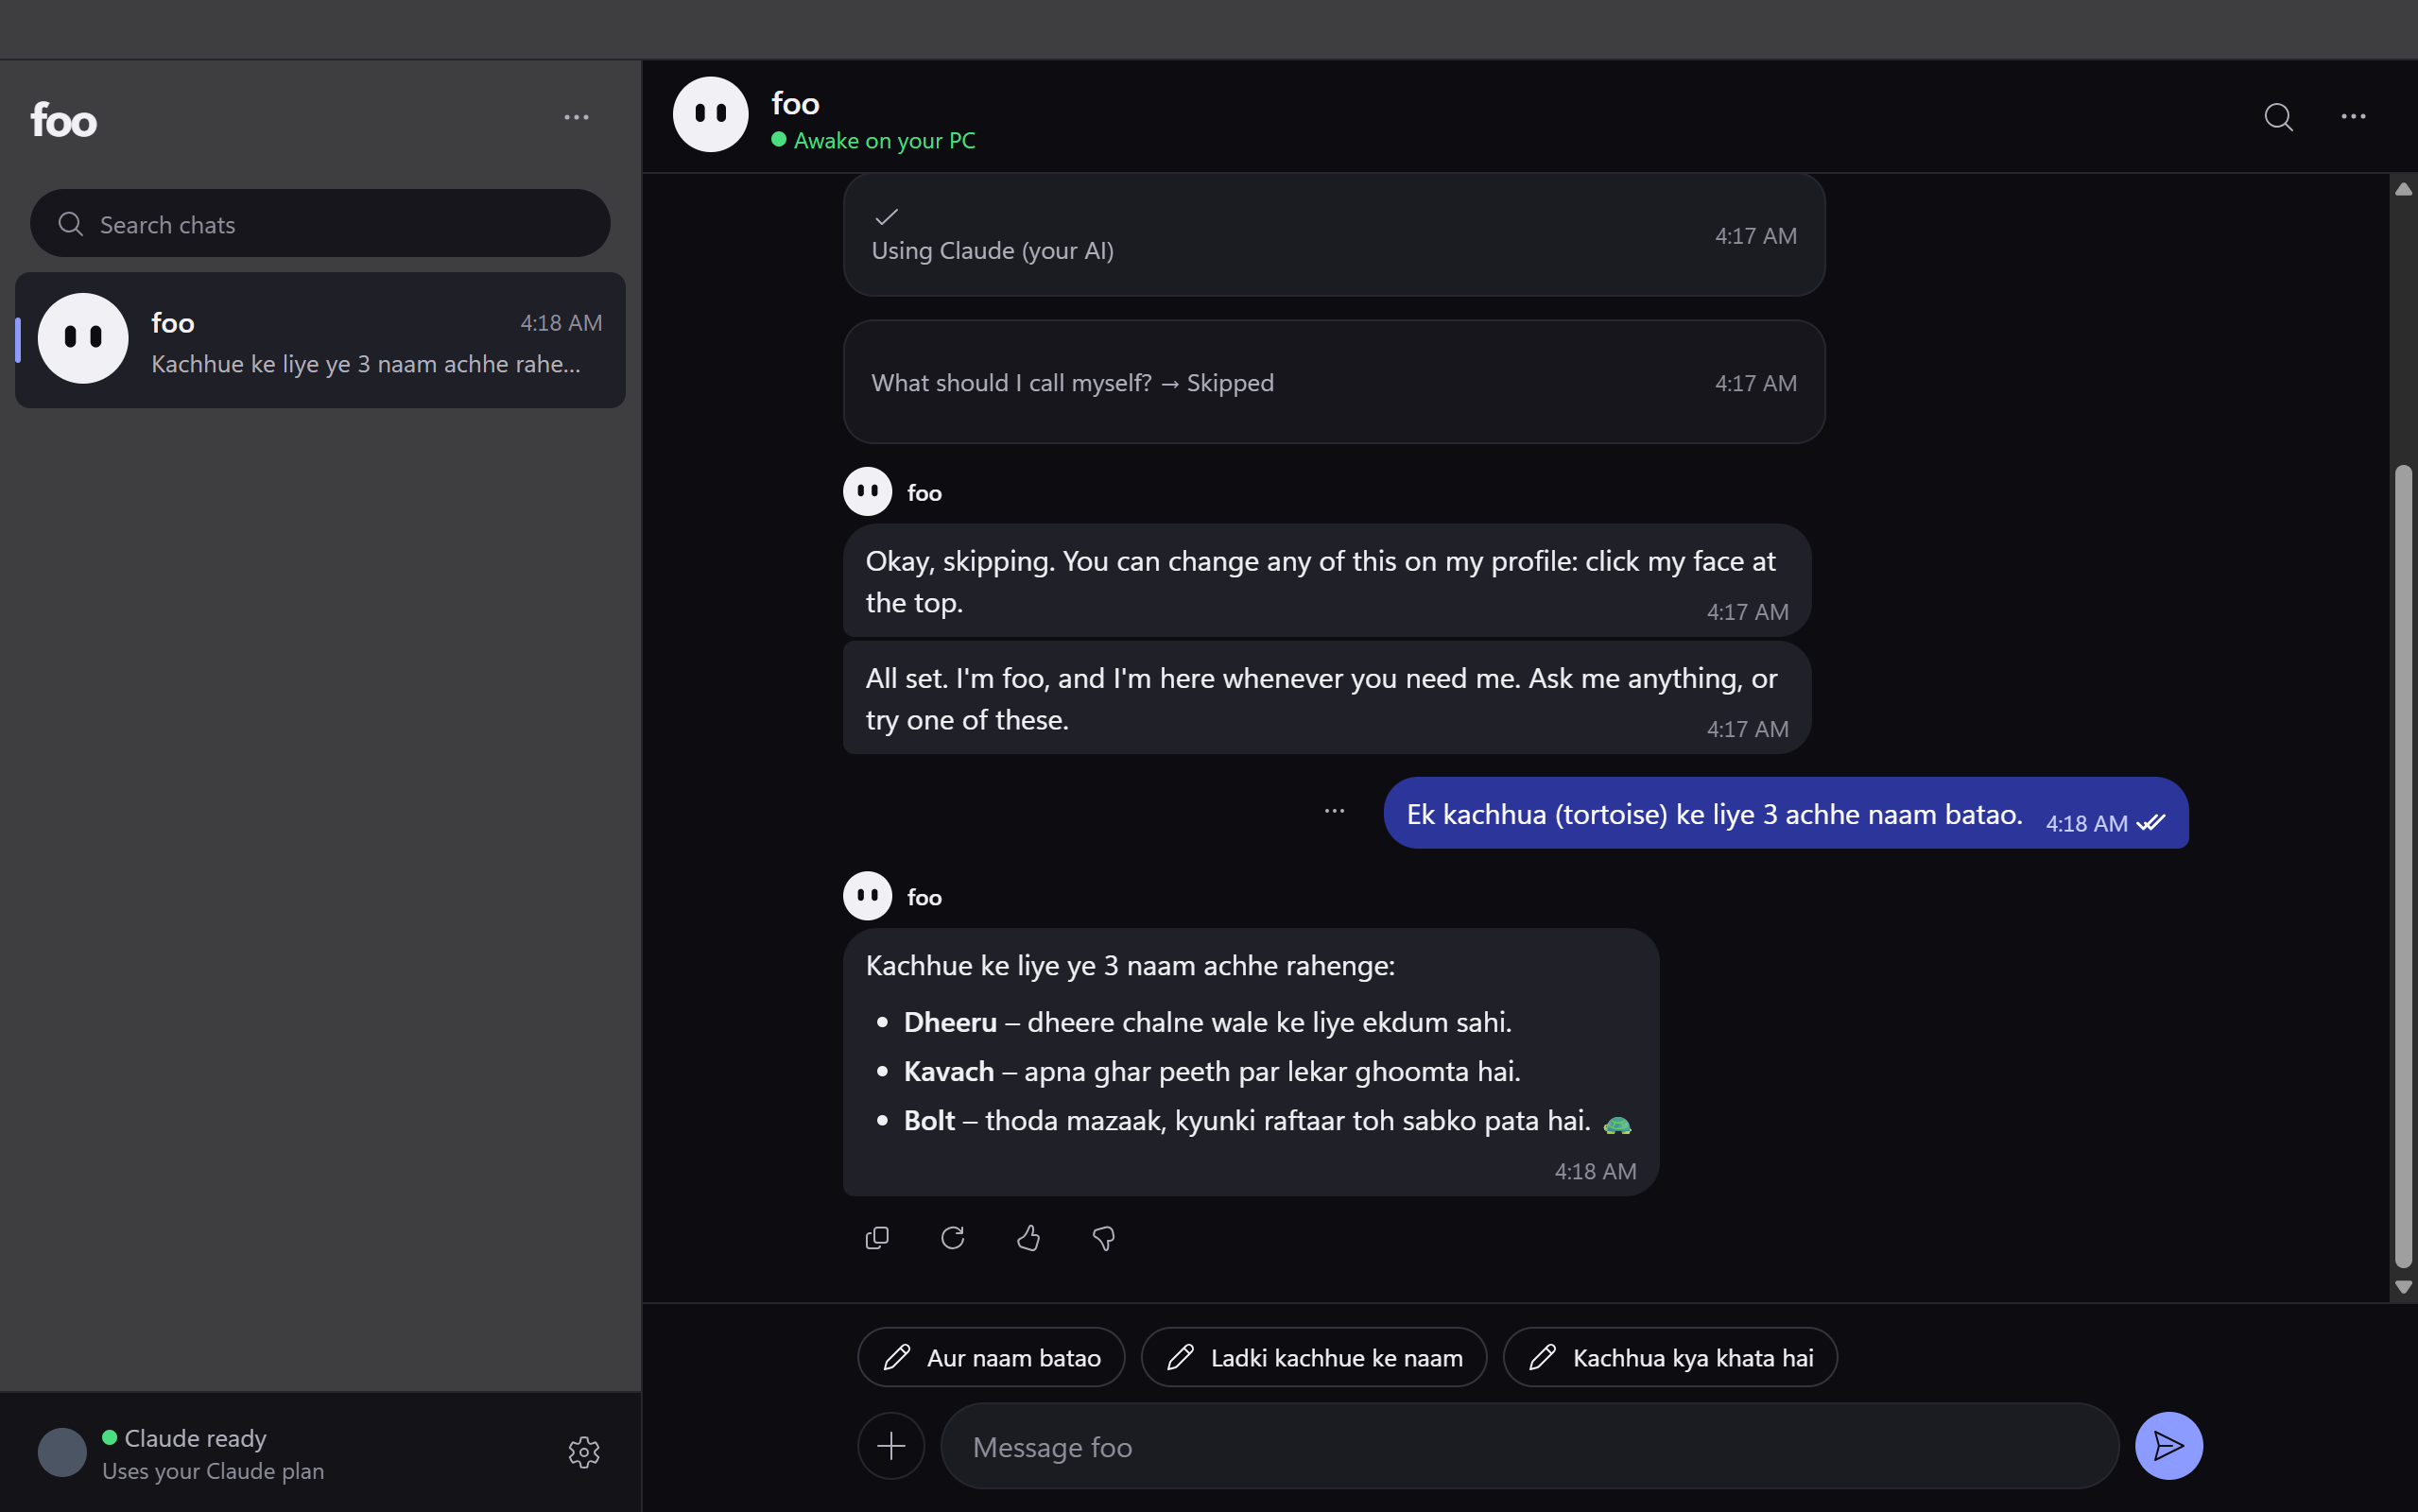 foo
Search chats
foo
4:18 AM
Kachhue ke liye ye 3 naam achhe rahe...
Claude ready
Uses your Claude plan
foo
Awake on your PC
Using Claude (your AI)
4:17 AM
What should I call myself? → Skipped
4:17 AM
foo
Okay, skipping. You can change any of this on my profile: click my face at
the top.
4:17 AM
All set. I'm foo, and I'm here whenever you need me. Ask me anything, or
try one of these.
4:17 AM
Ek kachhua (tortoise) ke liye 3 achhe naam batao.
4:18 AM
foo
Kachhue ke liye ye 3 naam achhe rahenge:
• Dheeru – dheere chalne wale ke liye ekdum sahi.
• Kavach – apna ghar peeth par lekar ghoomta hai.
• Bolt – thoda mazaak, kyunki raftaar toh sabko pata hai. 🐢
4:18 AM
Aur naam batao
Ladki kachhue ke naam
Kachhua kya khata hai
Message foo